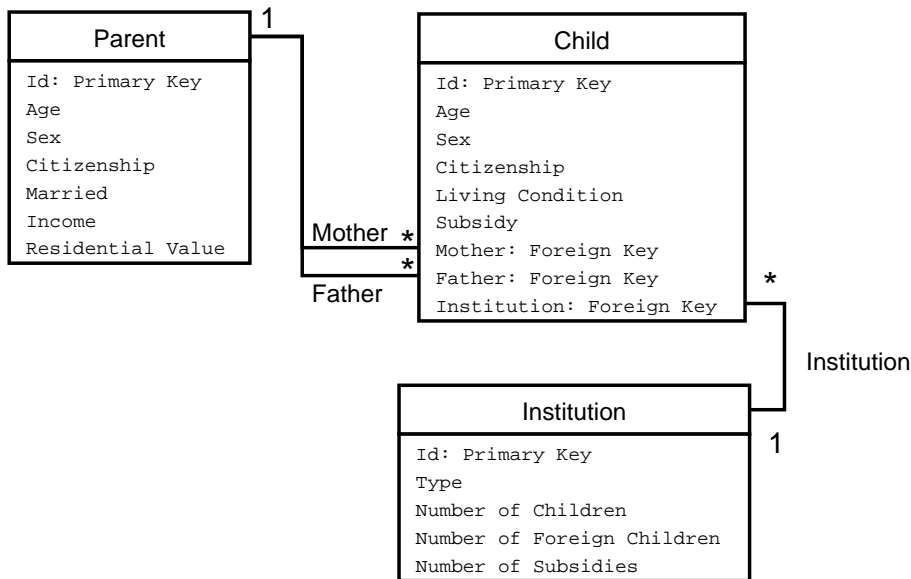 Parent
1
Id: Primary Key
Age
Sex
Citizenship
Married
Income
Residential Value
Mother *
* 
Father
Child
Id: Primary Key
Age
Sex
Citizenship
Living Condition
Subsidy
Mother: Foreign Key
Father: Foreign Key
Institution: Foreign Key
*
Institution
1
Institution
Id: Primary Key
Type
Number of Children
Number of Foreign Children
Number of Subsidies